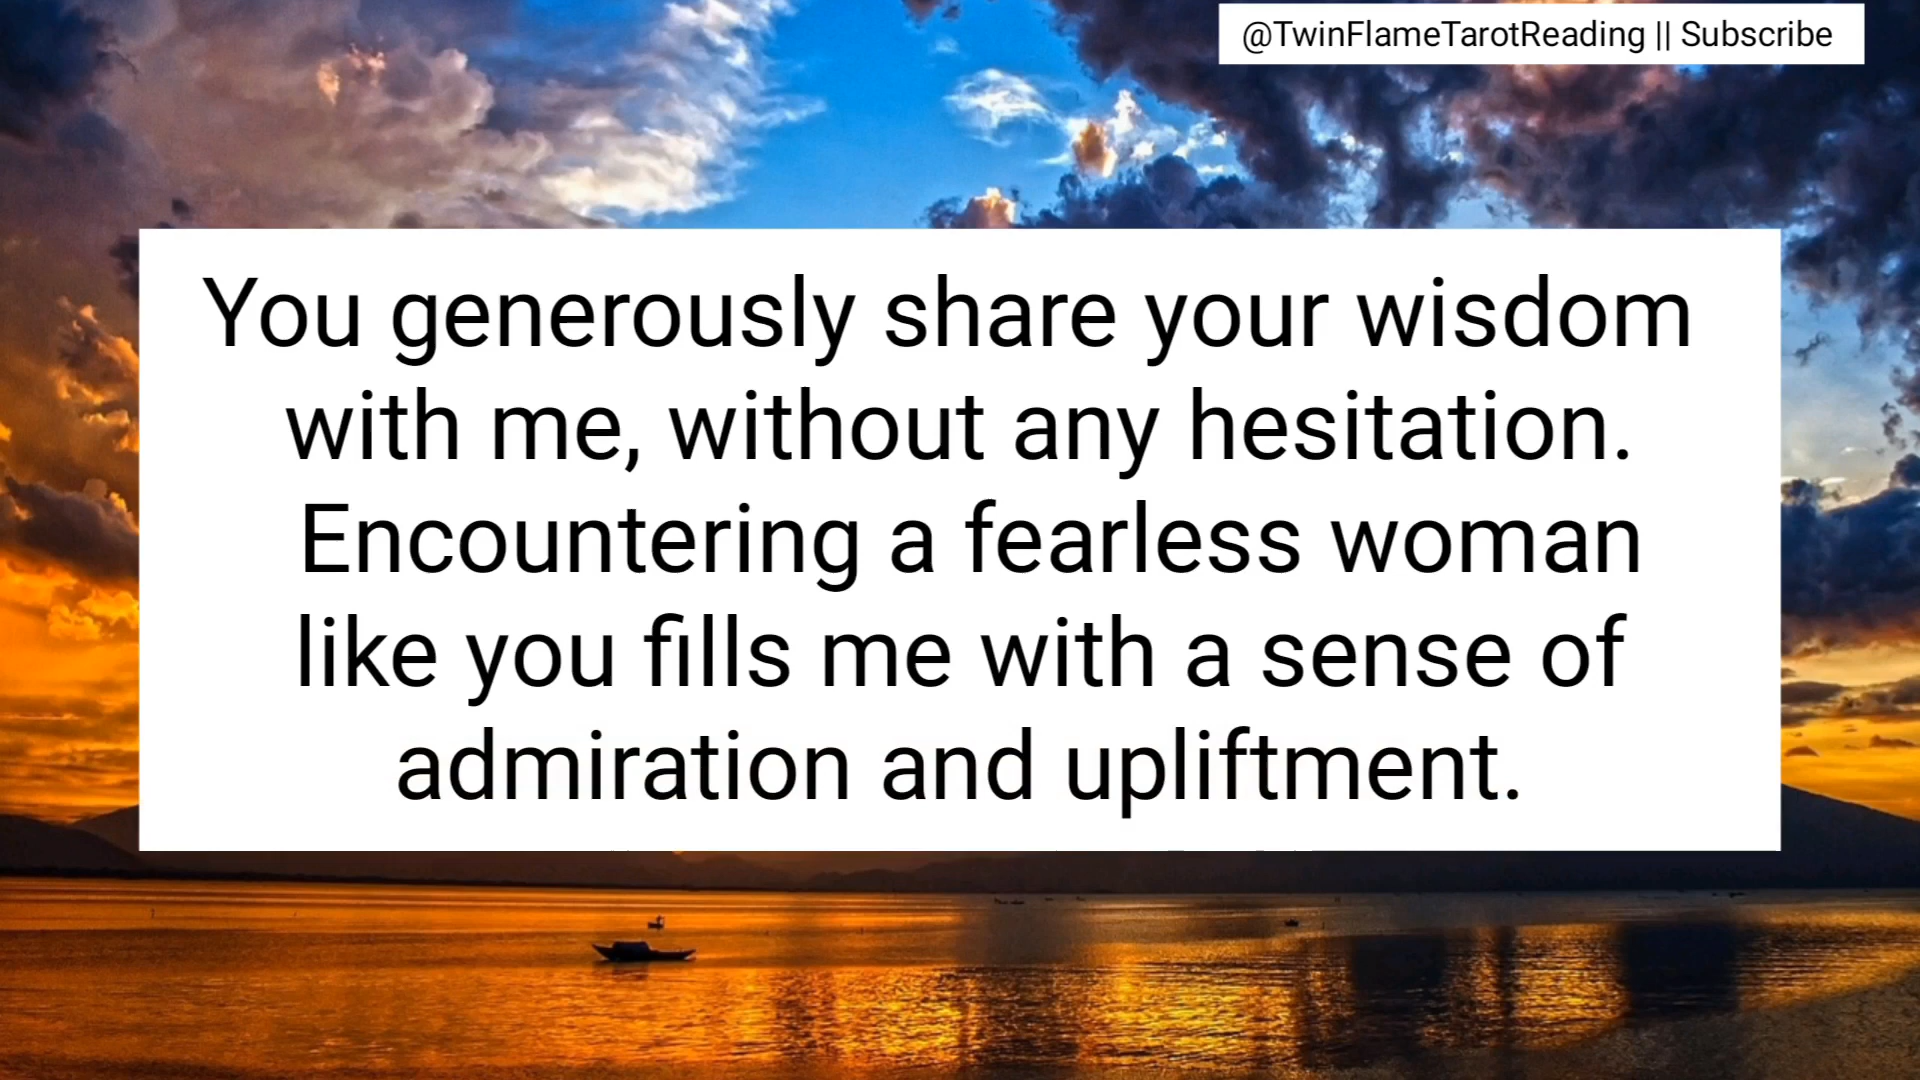 @TwinFlameTarotReading || Subscribe
You generously share your wisdom
with me, without any hesitation.
Encountering a fearless woman
like you fills me with a sense of
admiration and upliftment.